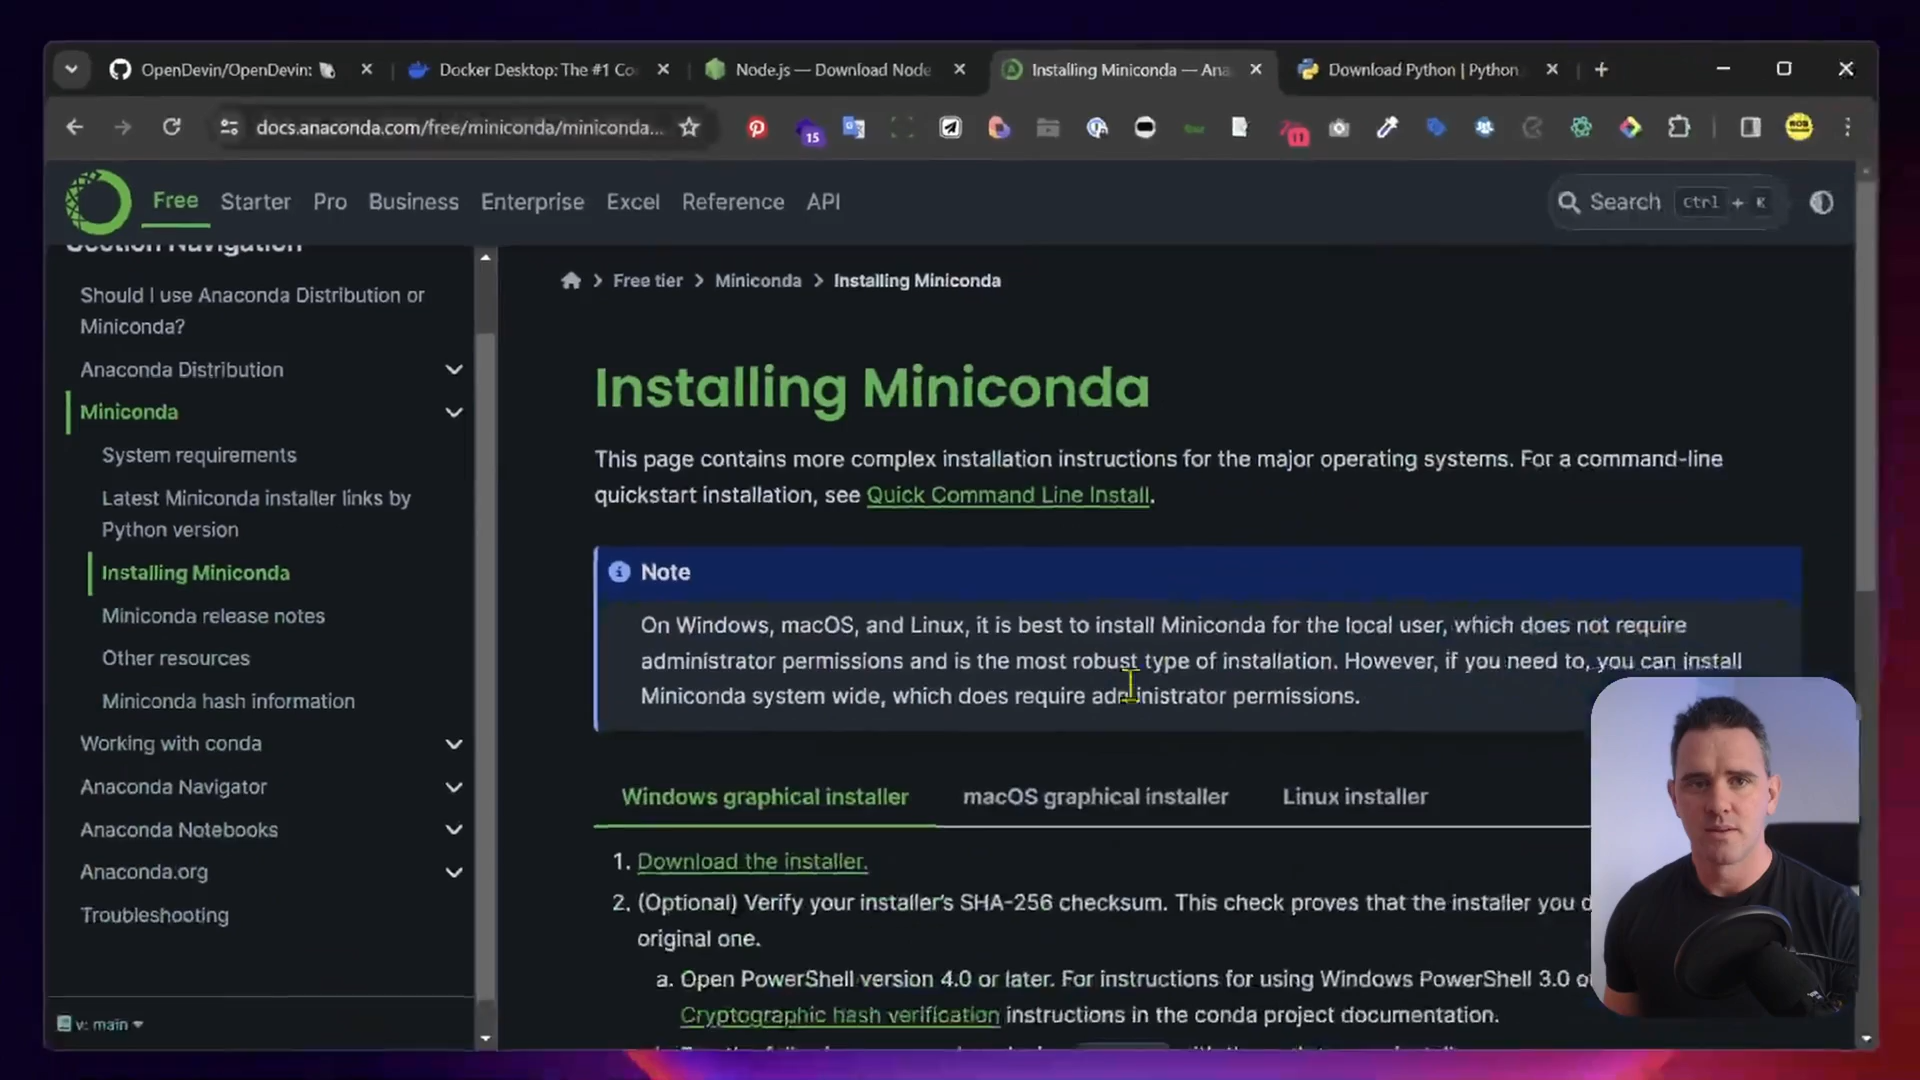 OpenDevin/OpenDevin:
Docker Desktop: The #1 Co
Node.js — Download Node
Installing Miniconda — Ana
Download Python | Python
docs.anaconda.com/free/miniconda/miniconda...
15
11
Free
Starter
Pro
Business
Enterprise
Excel
Reference
API
Search Ctrl + K
Section Navigation
Should I use Anaconda Distribution or
Miniconda?
Anaconda Distribution
Miniconda
System requirements
Latest Miniconda installer links by
Python version
Installing Miniconda
Miniconda release notes
Other resources
Miniconda hash information
Working with conda
Anaconda Navigator
Anaconda Notebooks
Anaconda.org
Troubleshooting
v: main
Free tier > Miniconda > Installing Miniconda
Installing Miniconda
This page contains more complex installation instructions for the major operating systems. For a command-line
quickstart installation, see Quick Command Line Install.
Note
On Windows, macOS, and Linux, it is best to install Miniconda for the local user, which does not require
administrator permissions and is the most robust type of installation. However, if you need to, you can install
Miniconda system wide, which does require administrator permissions.
Windows graphical installer
macOS graphical installer
Linux installer
1. Download the installer.
2. (Optional) Verify your installer's SHA-256 checksum. This check proves that the installer you d
original one.
a. Open PowerShell version 4.0 or later. For instructions for using Windows PowerShell 3.0 o
Cryptographic hash verification instructions in the conda project documentation.